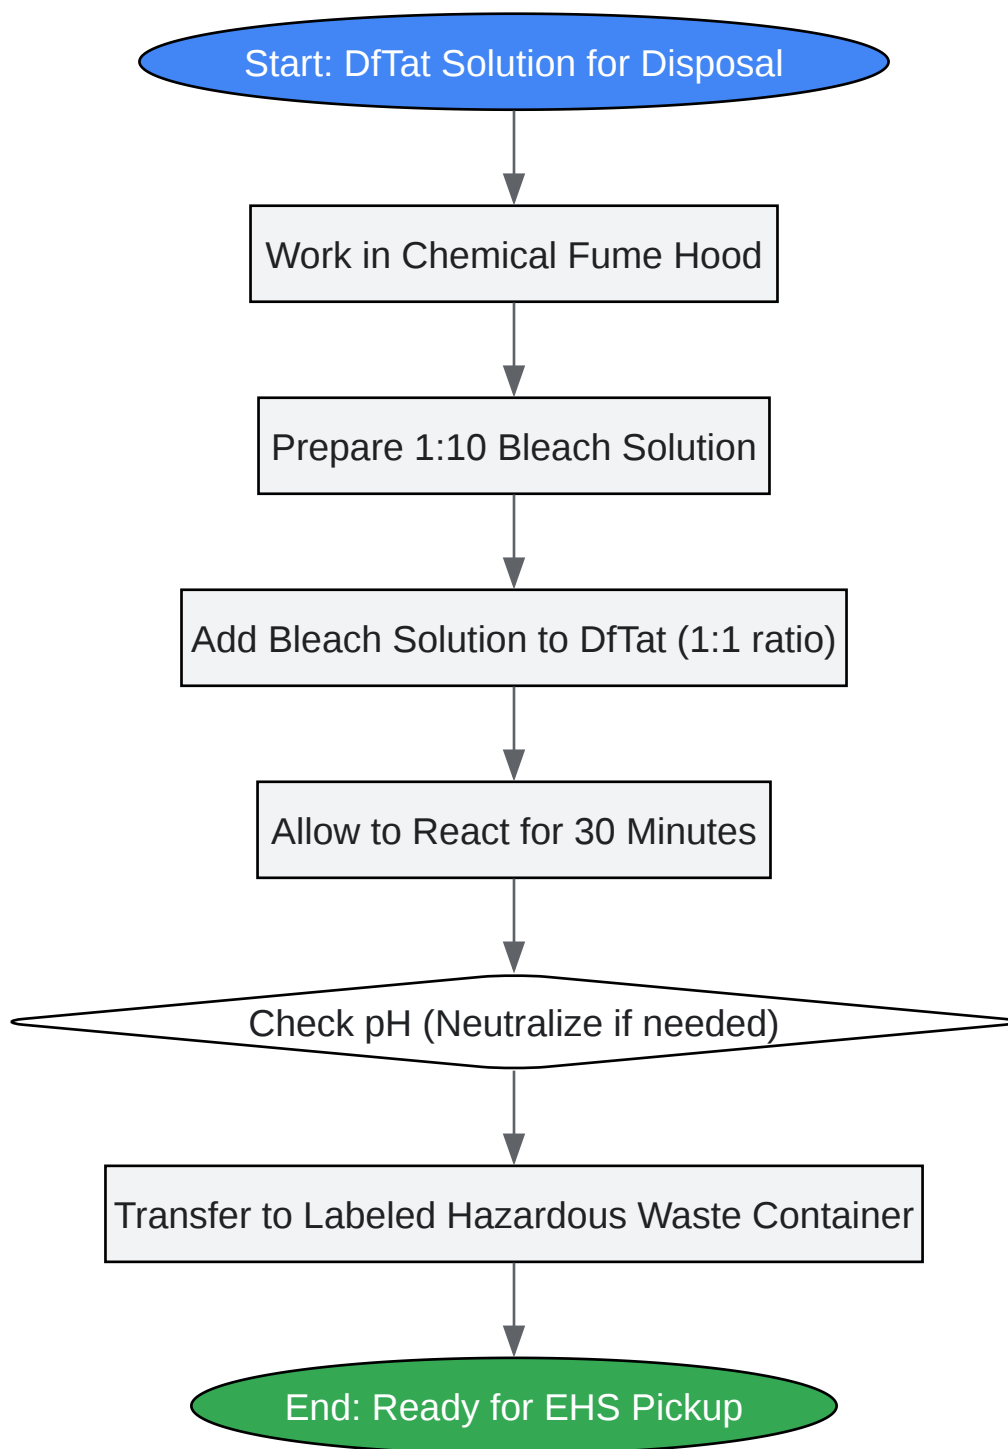 Start: DfTat Solution for Disposal
Work in Chemical Fume Hood
Prepare 1:10 Bleach Solution
Add Bleach Solution to DfTat (1:1 ratio)
Allow to React for 30 Minutes
Check pH (Neutralize if needed)
Transfer to Labeled Hazardous Waste Container
End: Ready for EHS Pickup